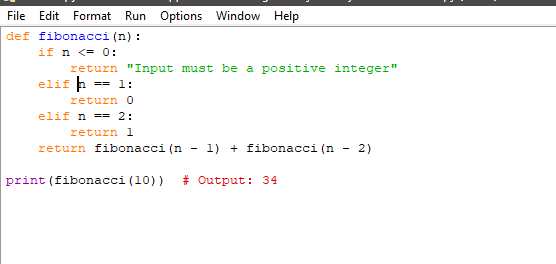 File Edit Format Run Options Window Help
def fibonacci(n):
    if n <= 0:
        return "Input must be a positive integer"
    elif n == 1:
        return 0
    elif n == 2:
        return 1
    return fibonacci(n - 1) + fibonacci(n - 2)

print(fibonacci(10))  # Output: 34